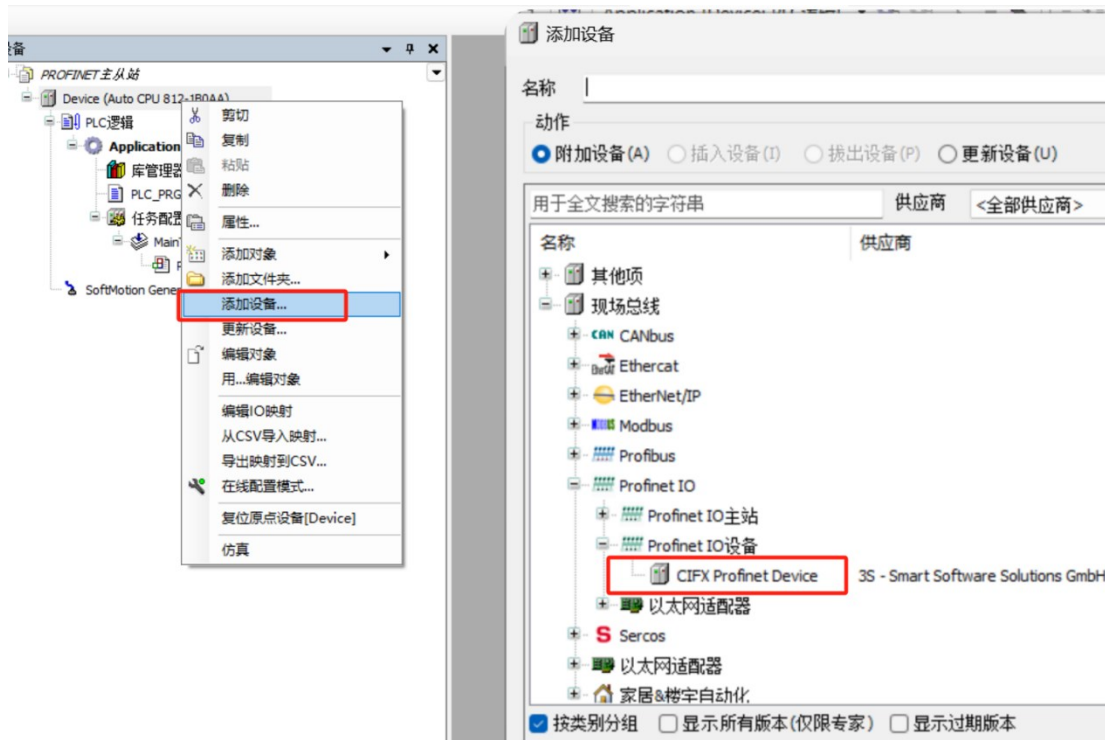 备
PROFINET主从站
Device (Auto CPU 812-1B0AA)
PLC逻辑
Application
库管理器
PLC_PRG
任务配置
Main
SoftMotion Gener
剪切
复制
粘贴
删除
属性...
添加对象
添加文件夹...
添加设备...
更新设备...
编辑对象
用...编辑对象
编辑IO映射
从CSV导入映射...
导出映射到CSV...
在线配置模式...
复位原点设备[Device]
仿真
添加设备
名称
动作
附加设备(A) 插入设备(I) 拔出设备(P) 更新设备(U)
用于全文搜索的字符串 供应商 <全部供应商>
名称 供应商
其他项
现场总线
CAN CANbus
Ethercat
EtherNet/IP
Modbus
Profibus
Profinet IO
Profinet IO主站
Profinet IO设备
CIFX Profinet Device 3S - Smart Software Solutions GmbH
以太网适配器
S Sercos
以太网适配器
家居&楼宇自动化
按类别分组 显示所有版本(仅限专家) 显示过期版本